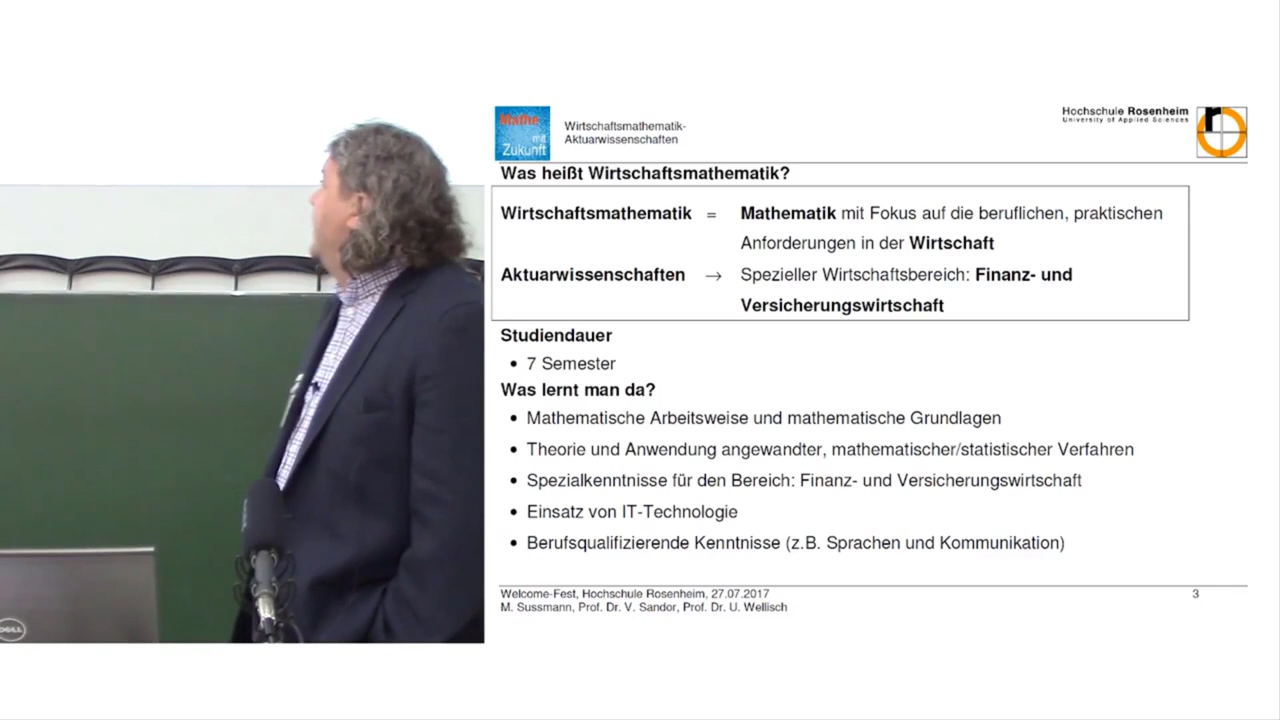 Mathe
mit
Zukunft
Wirtschaftsmathematik-
Aktuarwissenschaften
Hochschule Rosenheim
University of Applied Sciences
r
Was heißt Wirtschaftsmathematik?
Wirtschaftsmathematik = Mathematik mit Fokus auf die beruflichen, praktischen
Anforderungen in der Wirtschaft
Aktuarwissenschaften → Spezieller Wirtschaftsbereich: Finanz- und
Versicherungswirtschaft
Studiendauer
• 7 Semester
Was lernt man da?
• Mathematische Arbeitsweise und mathematische Grundlagen
• Theorie und Anwendung angewandter, mathematischer/statistischer Verfahren
• Spezialkenntnisse für den Bereich: Finanz- und Versicherungswirtschaft
• Einsatz von IT-Technologie
• Berufsqualifizierende Kenntnisse (z.B. Sprachen und Kommunikation)
Welcome-Fest, Hochschule Rosenheim, 27.07.2017
3
M. Sussmann, Prof. Dr. V. Sandor, Prof. Dr. U. Wellisch
DELL